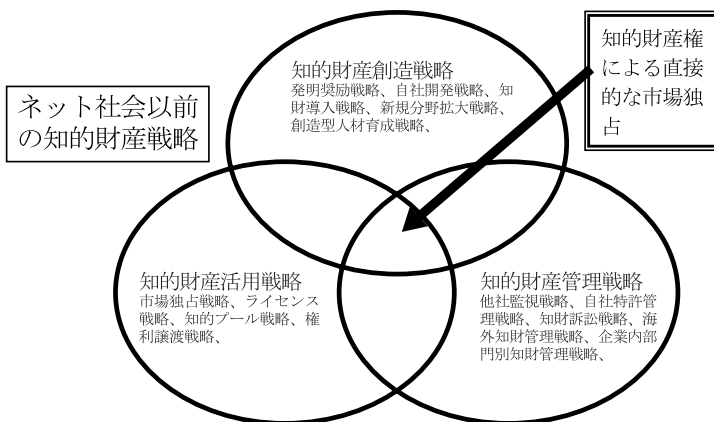 ネット社会以前
の知的財産戦略
知的財産創造戦略
発明奨励戦略、自社開発戦略、知
財導入戦略、新規分野拡大戦略、
創造型人材育成戦略、
知的財産権
による直接
的な市場独
占
知的財産活用戦略
市場独占戦略、ライセンス
戦略、知的プール戦略、権
利譲渡戦略、
知的財産管理戦略
他社監視戦略、自社特許管
理戦略、知財訴訟戦略、海
外知財管理戦略、企業内部
門別知財管理戦略、